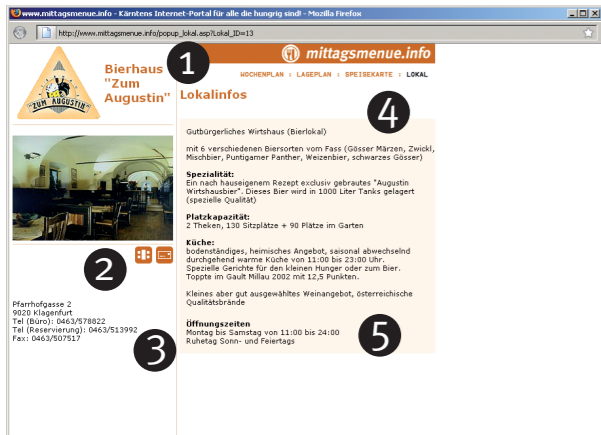 www.mittagsmenue.info - Kärntens Internet-Portal für alle die hungrig sind! - Mozilla Firefox
http://www.mittagsmenue.info/popup_lokal.asp?Lokal_ID=13
mittagsmenue.info
WOCHENPLAN : LAGEPLAN : SPEISEKARTE : LOKAL
"ZUM AUGUSTIN"
Bierhaus
"Zum
Augustin"
1
Lokalinfos
4
Gutbürgerliches Wirtshaus (Bierlokal)
mit 6 verschiedenen Biersorten vom Fass (Gösser Märzen, Zwickl,
Mischbier, Puntigamer Panther, Weizenbier, schwarzes Gösser)
Spezialität:
Ein nach hauseigenem Rezept exclusiv gebrautes "Augustin
Wirtshausbier". Dieses Bier wird in 1000 Liter Tanks gelagert
(spezielle Qualität)
Platzkapazität:
2 Theken, 130 Sitzplätze + 90 Plätze im Garten
Küche:
bodenständiges, heimisches Angebot, saisonal abwechselnd
durchgehend warme Küche von 11:00 bis 23:00 Uhr.
Spezielle Gerichte für den kleinen Hunger oder zum Bier.
Toppte im Gault Millau 2002 mit 12,5 Punkten.
Kleines aber gut ausgewähltes Weinangebot, österreichische
Qualitätsbrände
Öffnungszeiten
Montag bis Samstag von 11:00 bis 24:00
Ruhetag Sonn- und Feiertags
5
2
Pfarrhofgasse 2
9020 Klagenfurt
Tel (Büro): 0463/578822
Tel (Reservierung): 0463/513992
Fax: 0463/507517
3